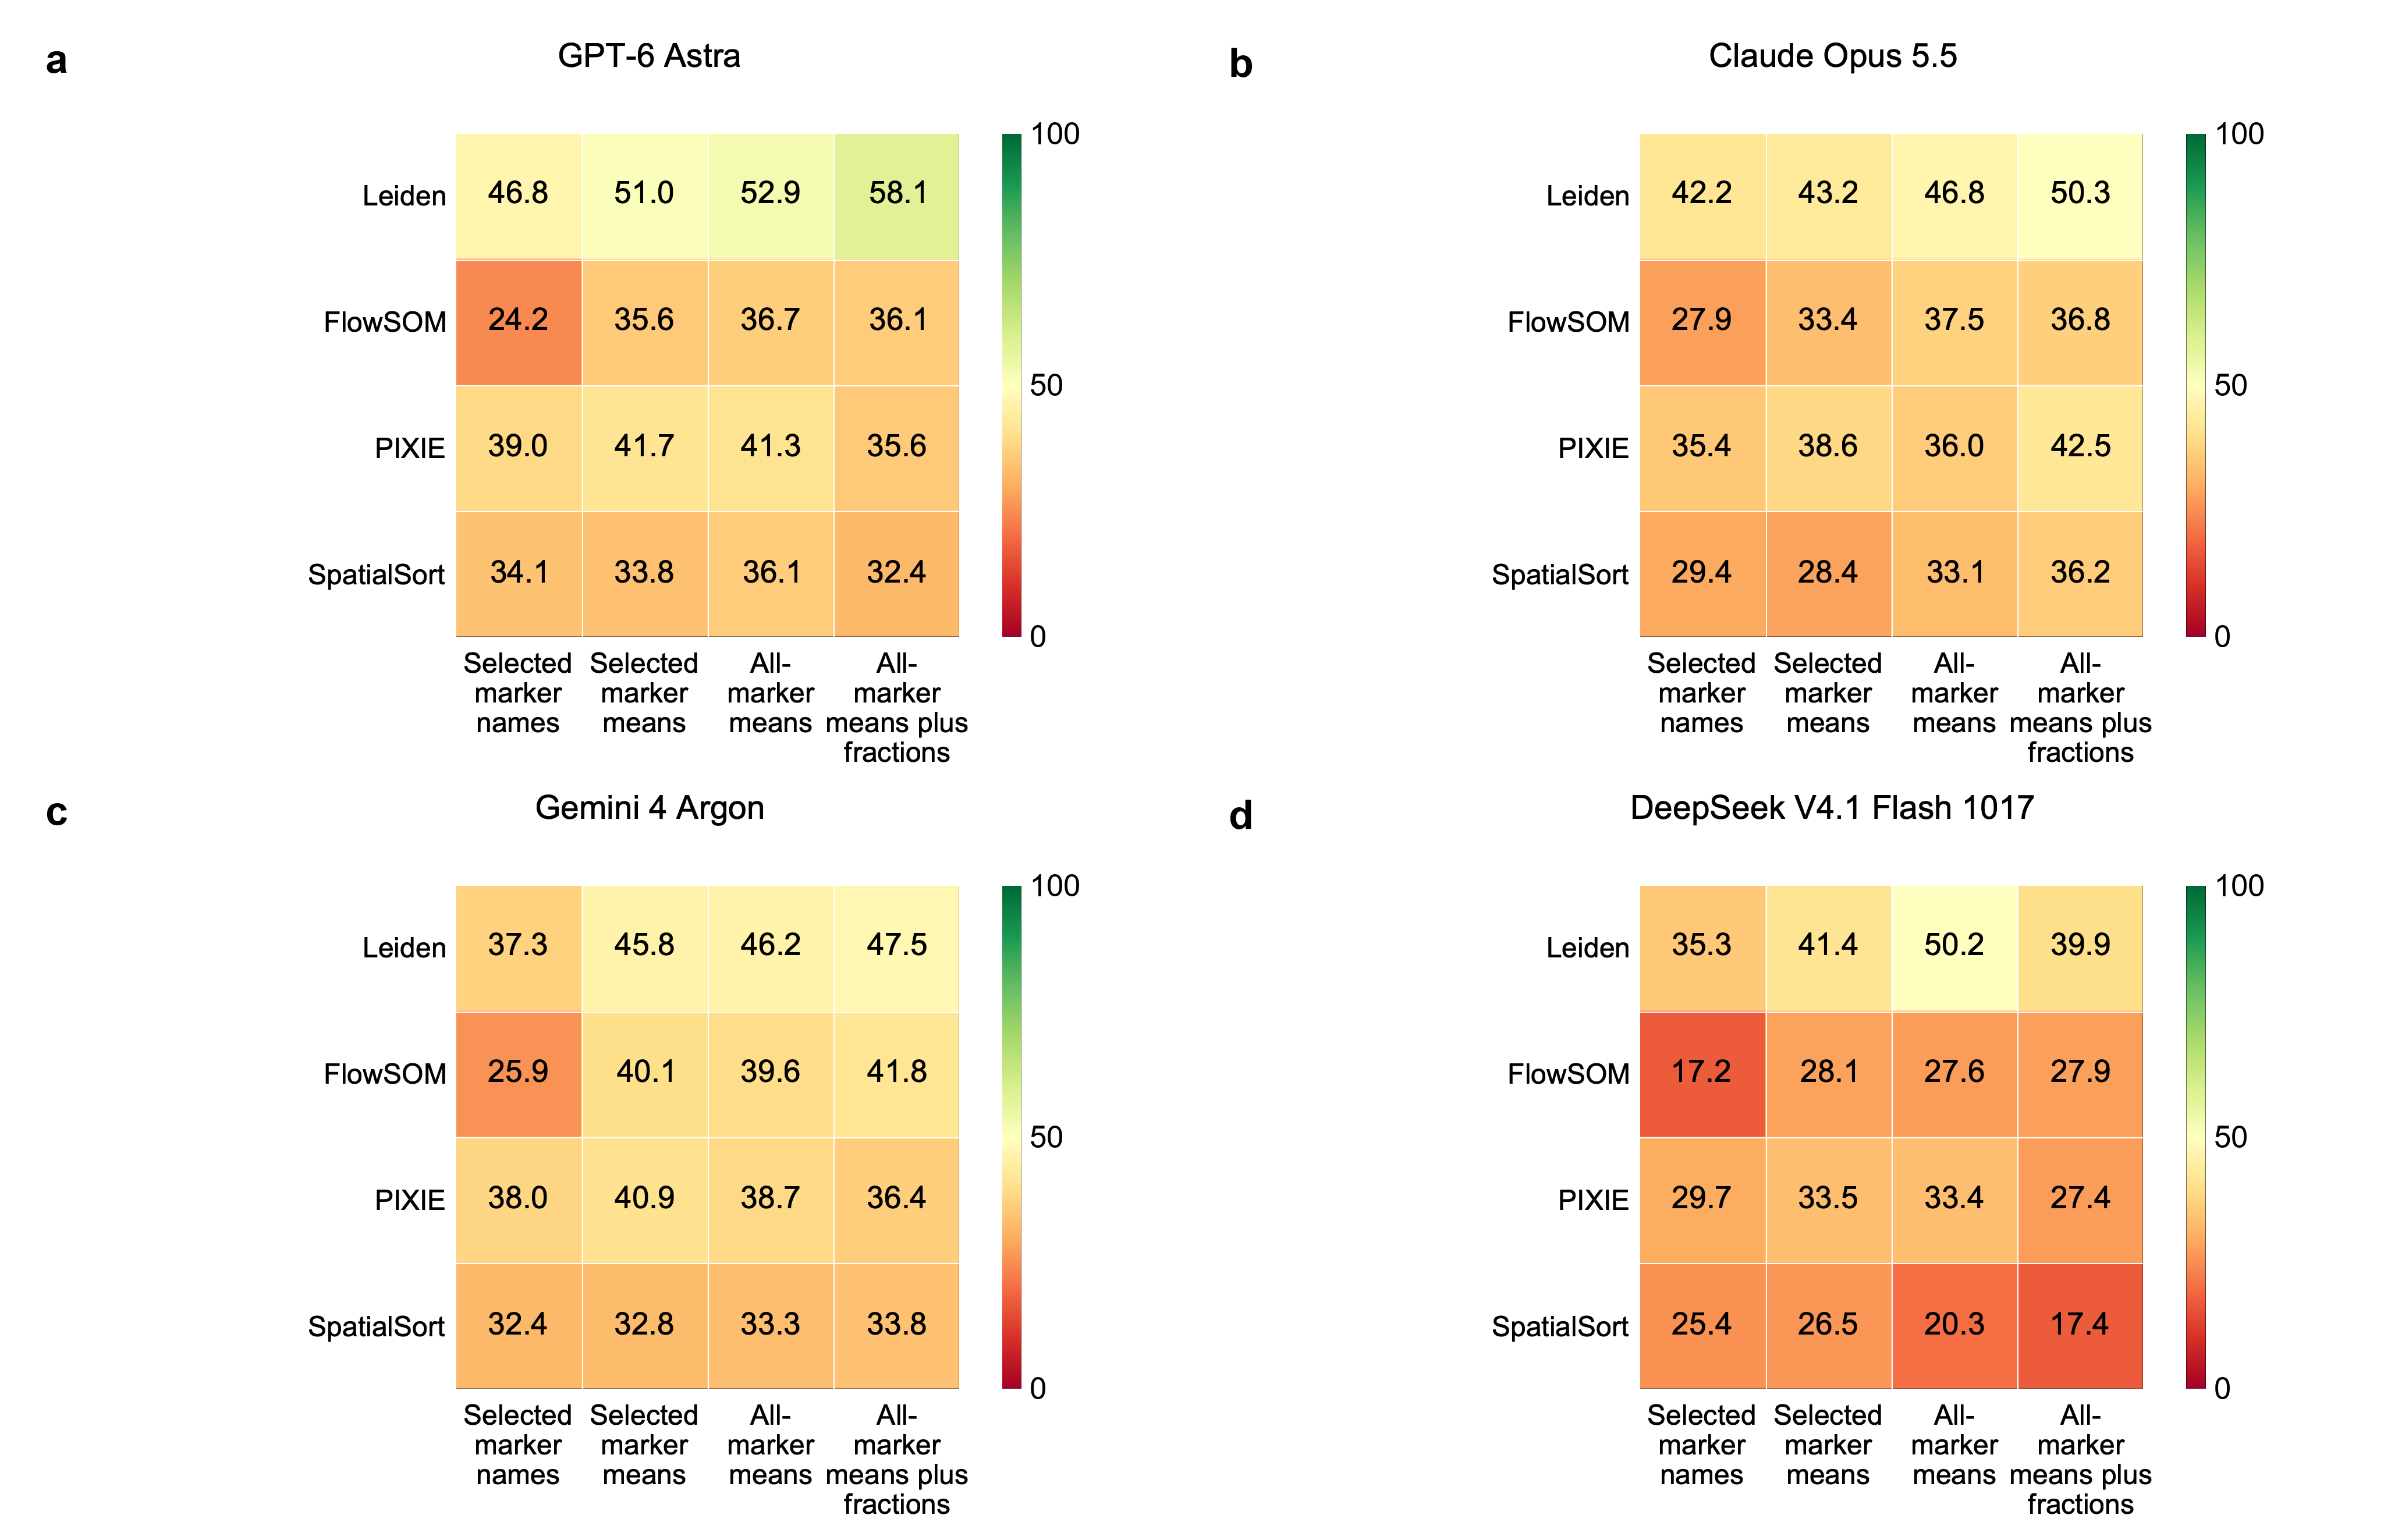 a
GPT-6 Astra
100
50
0
Leiden
46.8 51.0 52.9 58.1
FlowSOM
24.2 35.6 36.7 36.1
PIXIE
39.0 41.7 41.3 35.6
SpatialSort
34.1 33.8 36.1 32.4
Selected marker names
Selected marker means
All-marker means
All-marker means plus fractions
b
Claude Opus 5.5
100
50
0
Leiden
42.2 43.2 46.8 50.3
FlowSOM
27.9 33.4 37.5 36.8
PIXIE
35.4 38.6 36.0 42.5
SpatialSort
29.4 28.4 33.1 36.2
Selected marker names
Selected marker means
All-marker means
All-marker means plus fractions
c
Gemini 4 Argon
100
50
0
Leiden
37.3 45.8 46.2 47.5
FlowSOM
25.9 40.1 39.6 41.8
PIXIE
38.0 40.9 38.7 36.4
SpatialSort
32.4 32.8 33.3 33.8
Selected marker names
Selected marker means
All-marker means
All-marker means plus fractions
d
DeepSeek V4.1 Flash 1017
100
50
0
Leiden
35.3 41.4 50.2 39.9
FlowSOM
17.2 28.1 27.6 27.9
PIXIE
29.7 33.5 33.4 27.4
SpatialSort
25.4 26.5 20.3 17.4
Selected marker names
Selected marker means
All-marker means
All-marker means plus fractions